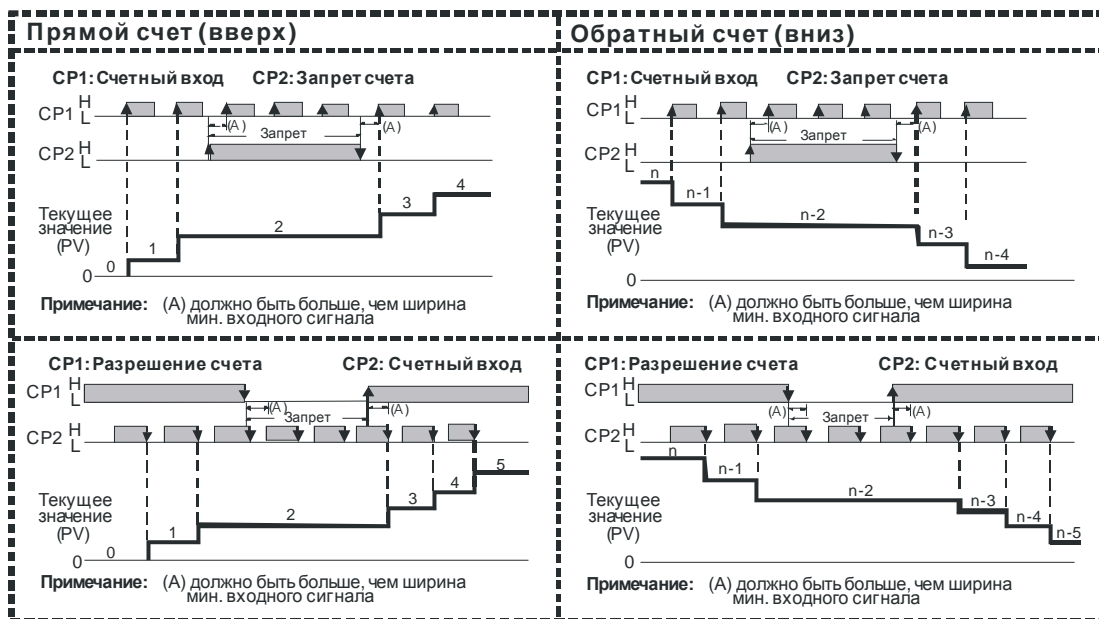 Прямой счет (вверх)
CP1: Счетный вход CP2: Запрет счета
CP1 H
L
(A) (A)
Запрет
CP2 H
L
4
3
2
1
0
Текущее
значение
(PV)
0
Примечание: (A) должно быть больше, чем ширина
мин. входного сигнала
Обратный счет (вниз)
CP1: Счетный вход CP2: Запрет счета
CP1 H
L
(A) (A)
Запрет
CP2 H
L
n
n-1
n-2
n-3
n-4
Текущее
значение
(PV)
0
Примечание: (A) должно быть больше, чем ширина
мин. входного сигнала
CP1: Разрешение счета CP2: Счетный вход
CP1 H
L
(A) (A)
Запрет
CP2 H
L
5
4
3
2
1
0
Текущее
значение
(PV)
0
Примечание: (A) должно быть больше, чем ширина
мин. входного сигнала
CP1: Разрешение счета CP2: Счетный вход
CP1 H
L
(A) (A)
Запрет
CP2 H
L
n
n-1
n-2
n-3
n-4
n-5
Текущее
значение
(PV)
0
Примечание: (A) должно быть больше, чем ширина
мин. входного сигнала